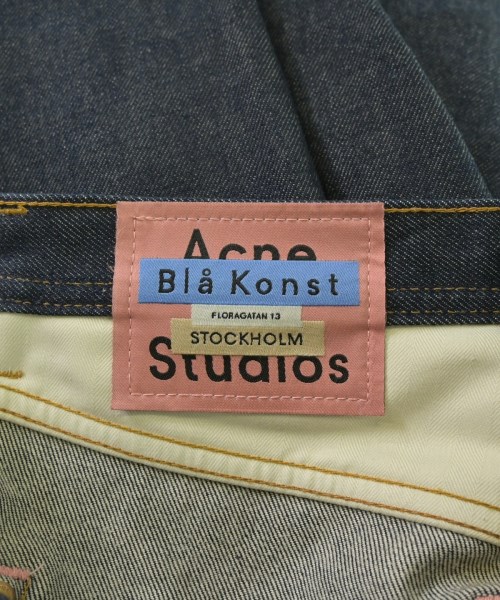 Acne
Blå Konst
FLORAGATAN 13
STOCKHOLM
Studios